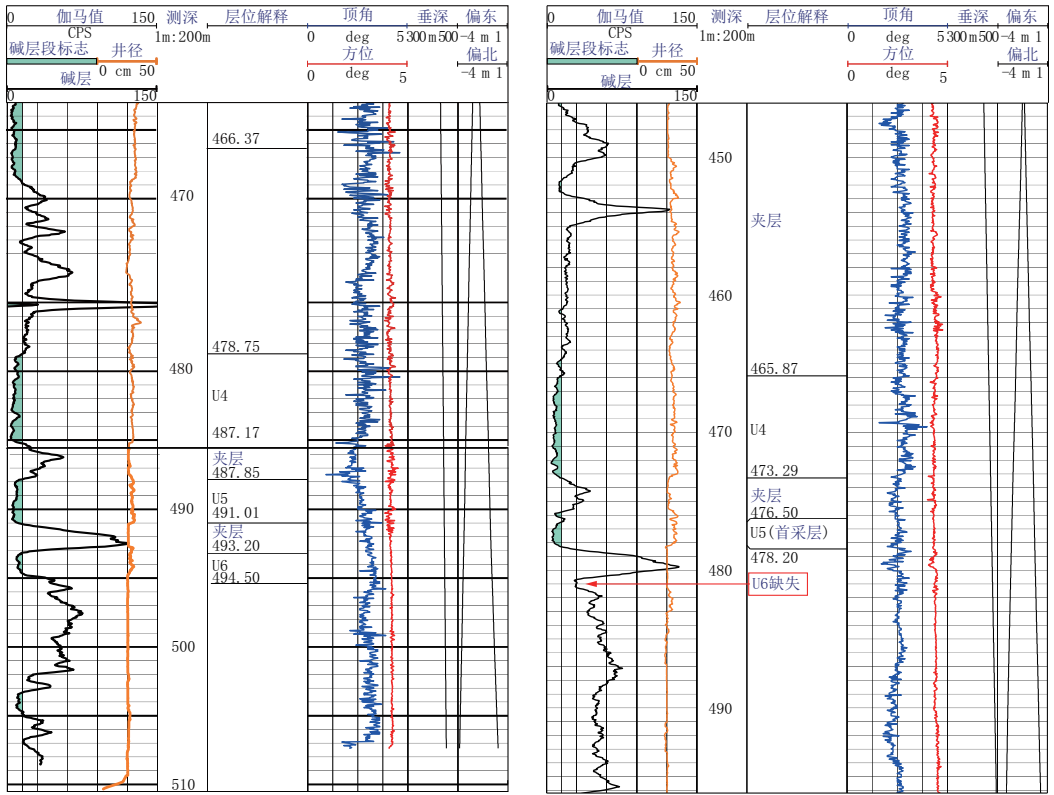 0 伽马值 150 测深 层位解释 顶角 垂深 偏东
CPS 1m:200m 0 deg 5 300m500 -4 m 1
碱层段标志 井径 方位 偏北
0 cm 50 0 deg 5 -4 m 1
碱层
0 150
466.37
470
478.75
480
U4
487.17
夹层
487.85
U5
490
491.01
夹层
493.20
U6
494.50
500
510
0 伽马值 150 测深 层位解释 顶角 垂深 偏东
CPS 1m:200m 0 deg 5 300m500 -4 m 1
碱层段标志 井径 方位 偏北
0 cm 50 0 deg 5 -4 m 1
碱层
0 150
450
夹层
460
465.87
470
U4
473.29
夹层
476.50
U5(首采层)
478.20
480
U6缺失
490